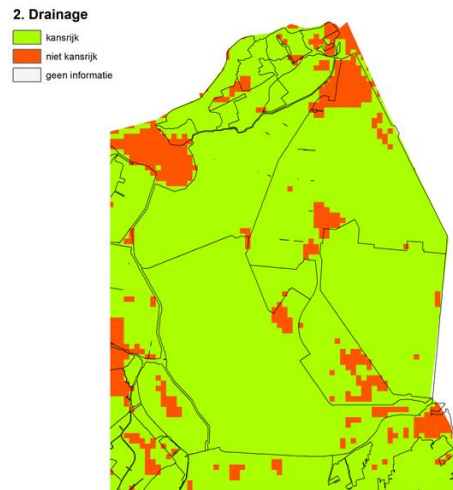 2. Drainage
kansrijk
niet kansrijk
geen informatie